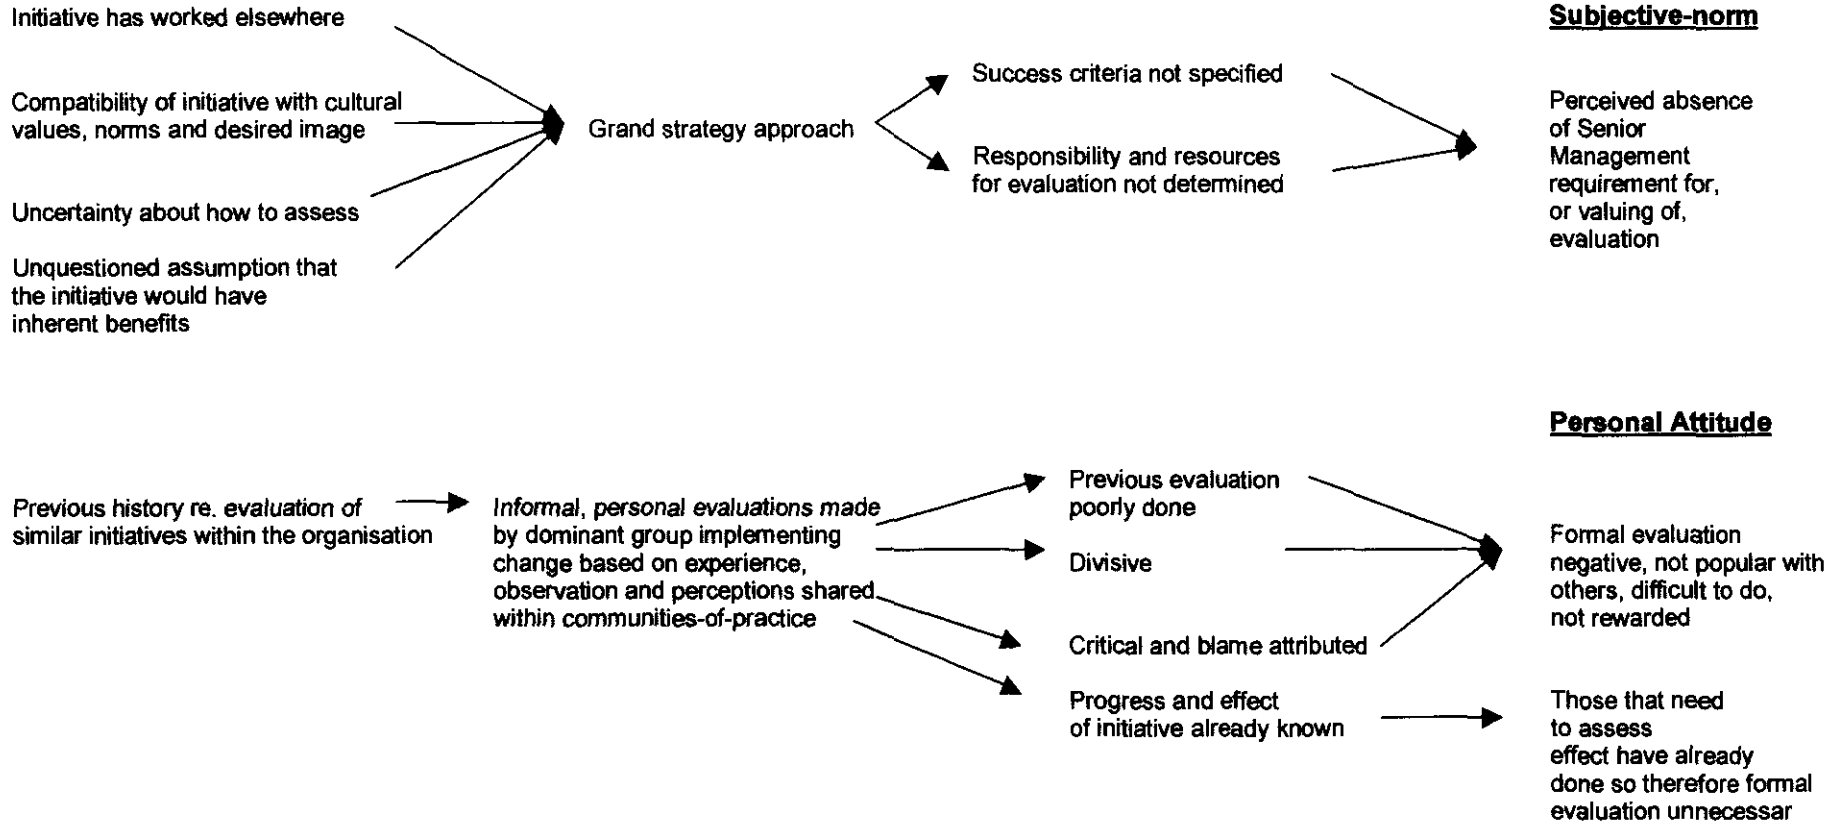 Initiative has worked elsewhere
Compatibility of initiative with cultural
values, norms and desired image
Uncertainty about how to assess
Unquestioned assumption that
the initiative would have
inherent benefits
Grand strategy approach
Success criteria not specified
Responsibility and resources
for evaluation not determined
Subjective-norm
Perceived absence
of Senior
Management
requirement for,
or valuing of,
evaluation
Previous history re. evaluation of
similar initiatives within the organisation
Informal, personal evaluations made
by dominant group implementing
change based on experience,
observation and perceptions shared
within communities-of-practice
Previous evaluation
poorly done
Divisive
Critical and blame attributed
Progress and effect
of initiative already known
Personal Attitude
Formal evaluation
negative, not popular with
others, difficult to do,
not rewarded
Those that need
to assess
effect have already
done so therefore formal
evaluation unnecessar